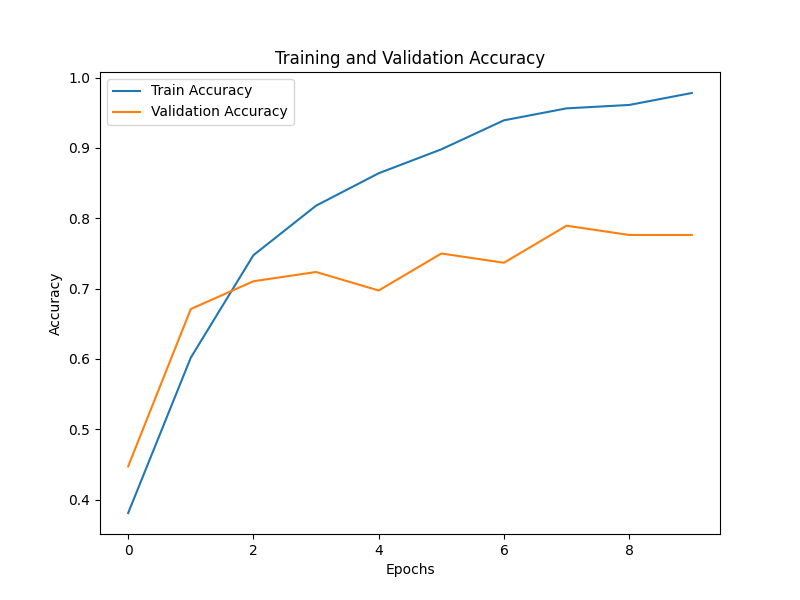 Training and Validation Accuracy
Train Accuracy
Validation Accuracy
1.0
0.9
0.8
0.7
0.6
0.5
0.4
Accuracy
0 2 4 6 8
Epochs